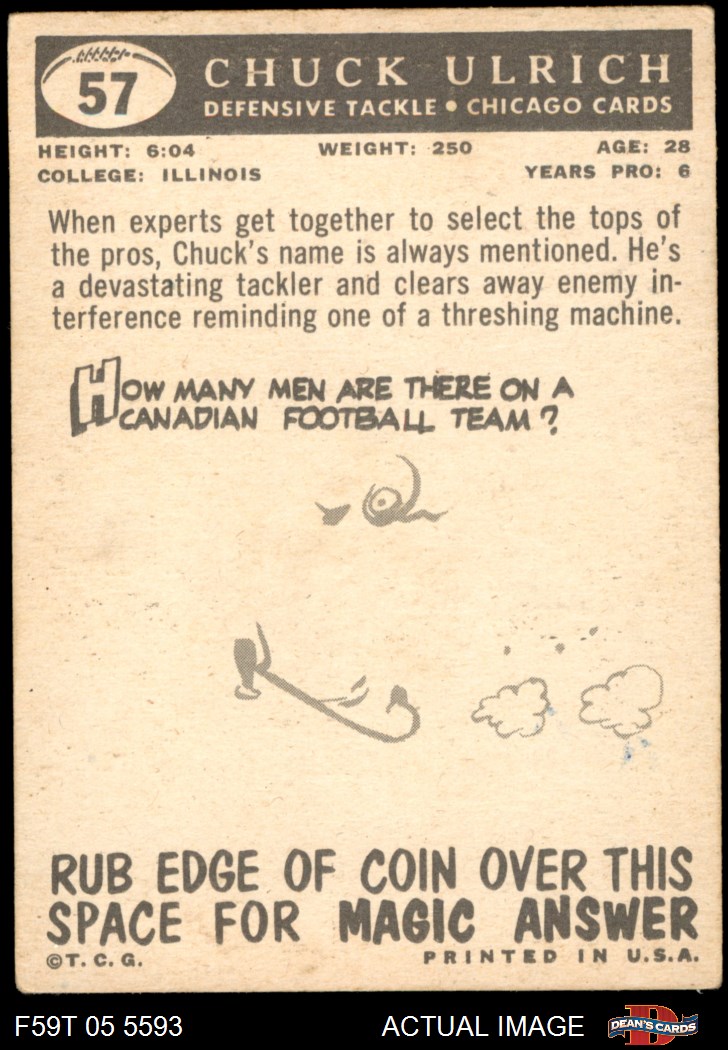 57
CHUCK ULRICH
DEFENSIVE TACKLE • CHICAGO CARDS
HEIGHT: 6:04 WEIGHT: 250 AGE: 28
COLLEGE: ILLINOIS YEARS PRO: 6
When experts get together to select the tops of
the pros, Chuck's name is always mentioned. He's
a devastating tackler and clears away enemy in-
terference reminding one of a threshing machine.
HOW MANY MEN ARE THERE ON A
CANADIAN FOOTBALL TEAM?
RUB EDGE OF COIN OVER THIS
SPACE FOR MAGIC ANSWER
©T. C. G. PRINTED IN U.S.A.
F59T 05 5593 ACTUAL IMAGE D DEAN'S CARDS